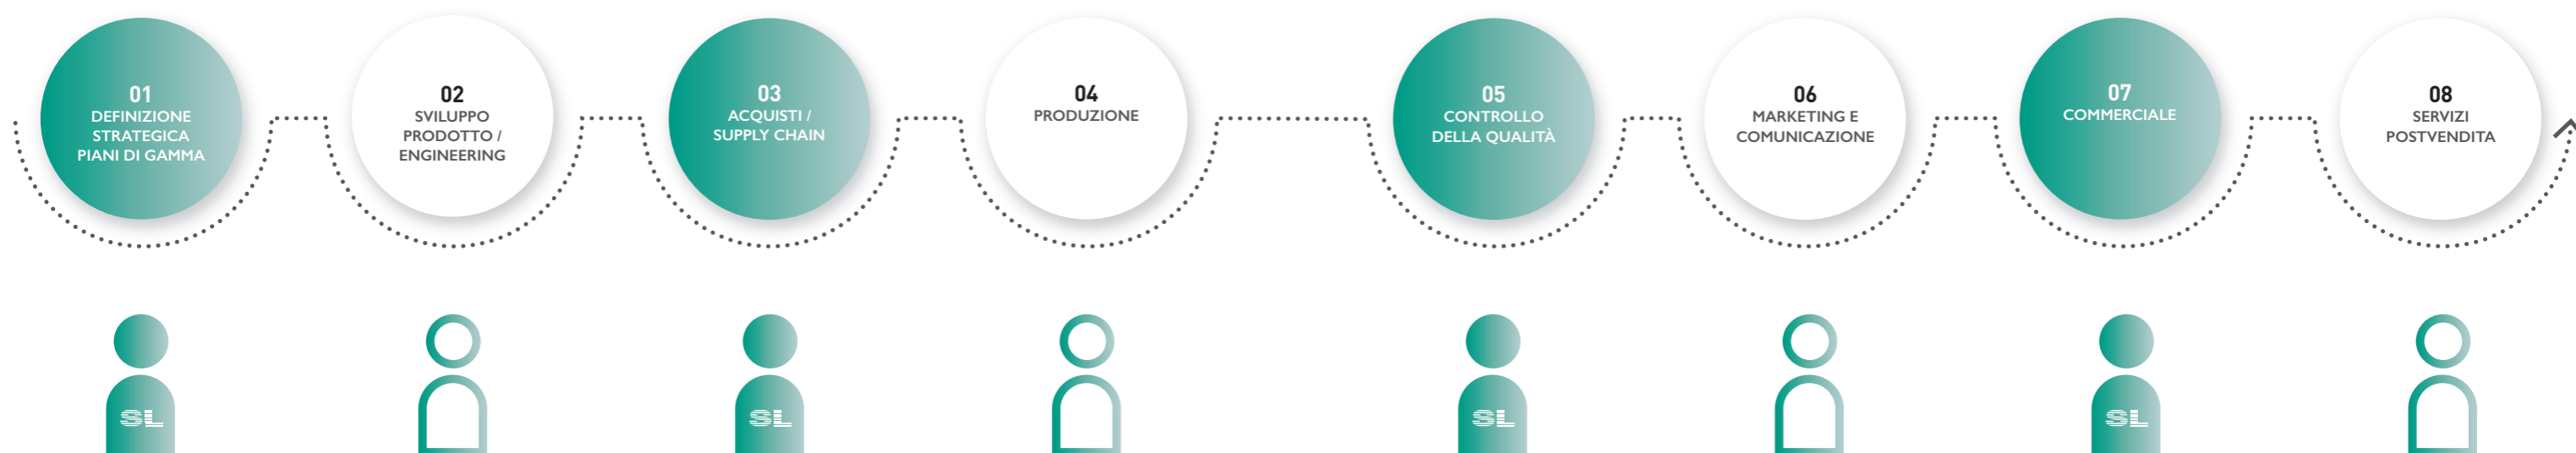 01
DEFINIZIONE
STRATEGICA
PIANI DI GAMMA
02
SVILUPPO
PRODOTTO /
ENGINEERING
03
ACQUISTI /
SUPPLY CHAIN
04
PRODUZIONE
05
CONTROLLO
DELLA QUALITÀ
06
MARKETING E
COMUNICAZIONE
07
COMMERCIALE
08
SERVIZI
POSTVENDITA
SL
SL
SL
SL